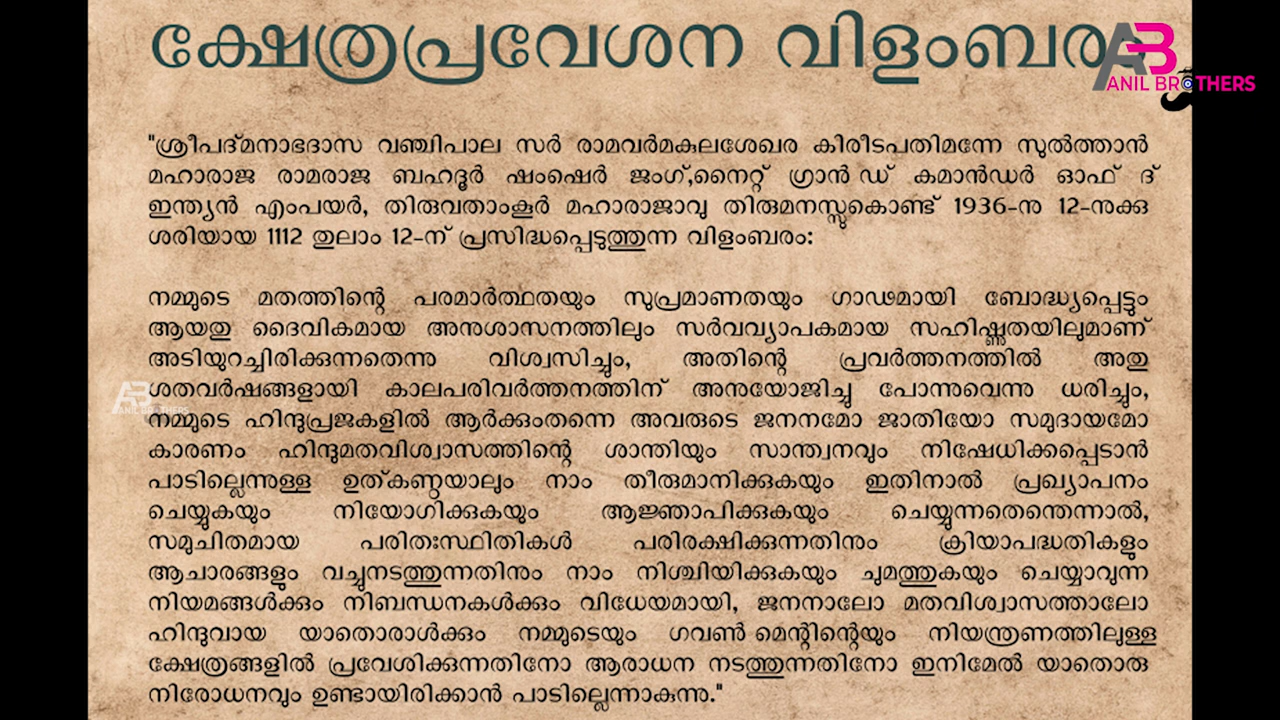 ക്ഷേത്രപ്രവേശന വിളംബരം
AB
ANIL BROTHERS
"ശ്രീപദ്മനാഭദാസ വഞ്ചിപാല സർ രാമവർമകുലശേഖര കിരീടപതിമന്നേ സുൽത്താൻ
മഹാരാജ രാമരാജ ബഹദൂർ ഷംഷെർ ജംഗ്,നൈറ്റ് ഗ്രാൻഡ് കമാൻഡർ ഓഫ് ദ്
ഇന്ത്യൻ എംപയർ, തിരുവതാംകൂർ മഹാരാജാവു തിരുമനസ്സുകൊണ്ട് 1936-നു 12-നുക്കു
ശരിയായ 1112 തുലാം 12-ന് പ്രസിദ്ധപ്പെടുത്തുന്ന വിളംബരം:
നമ്മുടെ മതത്തിന്റെ പരമാർത്ഥതയും സുപ്രമാണതയും ഗാഢമായി ബോദ്ധ്യപ്പെട്ടും
ആയതു ദൈവികമായ അനുശാസനത്തിലും സർവവ്യാപകമായ സഹിഷ്ണുതയിലുമാണ്
അടിയുറച്ചിരിക്കുന്നതെന്നു വിശ്വസിച്ചും, അതിന്റെ പ്രവർത്തനത്തിൽ അതു
ശതവർഷങ്ങളായി കാലപരിവർത്തനത്തിന് അനുയോജിച്ചു പോന്നുവെന്നു ധരിച്ചും,
AB
ANIL BROTHERS
നമ്മുടെ ഹിന്ദുപ്രജകളിൽ ആർക്കുംതന്നെ അവരുടെ ജനനമോ ജാതിയോ സമുദായമോ
കാരണം ഹിന്ദുമതവിശ്വാസത്തിന്റെ ശാന്തിയും സാന്ത്വനവും നിഷേധിക്കപ്പെടാൻ
പാടില്ലെന്നുള്ള ഉത്കണ്ഠയാലും നാം തീരുമാനിക്കുകയും ഇതിനാൽ പ്രഖ്യാപനം
ചെയ്യുകയും നിയോഗിക്കുകയും ആജ്ഞാപിക്കുകയും ചെയ്യുന്നതെന്തെന്നാൽ,
സമുചിതമായ പരിതഃസ്ഥിതികൾ പരിരക്ഷിക്കുന്നതിനും ക്രിയാപദ്ധതികളും
ആചാരങ്ങളും വച്ചുനടത്തുന്നതിനും നാം നിശ്ചിയിക്കുകയും ചുമത്തുകയും ചെയ്യാവുന്ന
നിയമങ്ങൾക്കും നിബന്ധനകൾക്കും വിധേയമായി, ജനനാലോ മതവിശ്വാസത്താലോ
ഹിന്ദുവായ യാതൊരാൾക്കും നമ്മുടെയും ഗവൺമെന്റിന്റെയും നിയന്ത്രണത്തിലുള്ള
ക്ഷേത്രങ്ങളിൽ പ്രവേശിക്കുന്നതിനോ ആരാധന നടത്തുന്നതിനോ ഇനിമേൽ യാതൊരു
നിരോധനവും ഉണ്ടായിരിക്കാൻ പാടില്ലെന്നാകുന്നു."